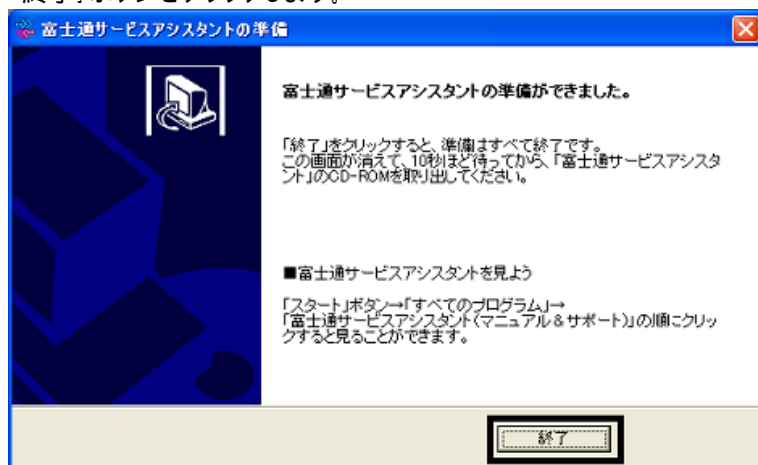 終了」ボタンをクリックします。
富士通サービスアシスタントの準備
富士通サービスアシスタントの準備ができました。
「終了」をクリックすると、準備はすべて終了です。
この画面が消えて、10秒ほど待ってから、「富士通サービスアシスタ
ント」のCD-ROMを取り出してください。
■富士通サービスアシスタントを見よう
「スタート」ボタン→「すべてのプログラム」→
「富士通サービスアシスタント(マニュアル&サポート)」の順にクリッ
クすると見ることができます。
終了